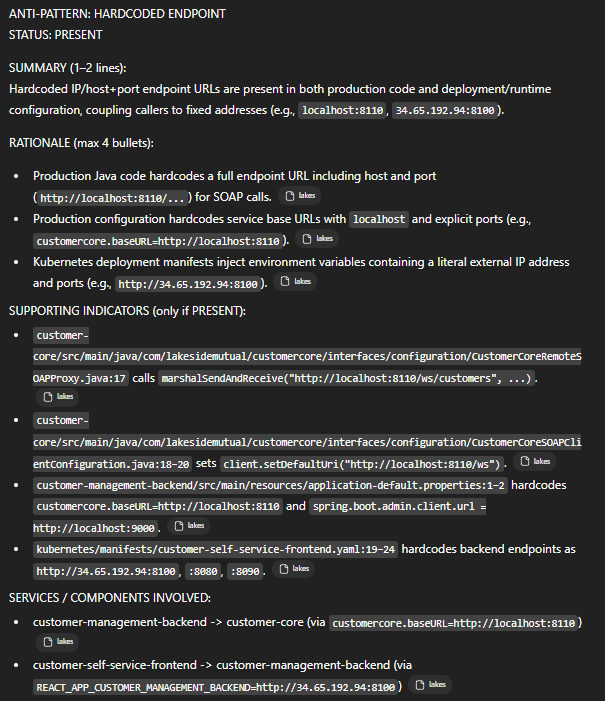 ANTI-PATTERN: HARDCODED ENDPOINT
STATUS: PRESENT
SUMMARY (1–2 lines):
Hardcoded IP/host+port endpoint URLs are present in both production code and deployment/runtime
configuration, coupling callers to fixed addresses (e.g., localhost:8110, 34.65.192.94:8100).
RATIONALE (max 4 bullets):
• Production Java code hardcodes a full endpoint URL including host and port
(http://localhost:8110/...) for SOAP calls. lakes
• Production configuration hardcodes service base URLs with localhost and explicit ports (e.g.,
customercore.baseURL=http://localhost:8110). lakes
• Kubernetes deployment manifests inject environment variables containing a literal external IP address
and ports (e.g., http://34.65.192.94:8100). lakes
SUPPORTING INDICATORS (only if PRESENT):
• customer-
core/src/main/java/com/lakesidemutual/customercore/interfaces/configuration/CustomerCoreRemoteS
OAPProxy.java:17 calls marshalSendAndReceive("http://localhost:8110/ws/customers", ...).
lakes
• customer-
core/src/main/java/com/lakesidemutual/customercore/interfaces/configuration/CustomerCoreSOAPCli
entConfiguration.java:18–20 sets client.setDefaultUri("http://localhost:8110/ws"). lakes
• customer-management-backend/src/main/resources/application-default.properties:1–2 hardcodes
customercore.baseURL=http://localhost:8110 and spring.boot.admin.client.url =
http://localhost:9000. lakes
• kubernetes/manifests/customer-self-service-frontend.yaml:19–24 hardcodes backend endpoints as
http://34.65.192.94:8100, :8080, :8090. lakes
SERVICES / COMPONENTS INVOLVED:
• customer-management-backend -> customer-core (via customercore.baseURL=http://localhost:8110)
lakes
• customer-self-service-frontend -> customer-management-backend (via
REACT_APP_CUSTOMER_MANAGEMENT_BACKEND=http://34.65.192.94:8100) lakes